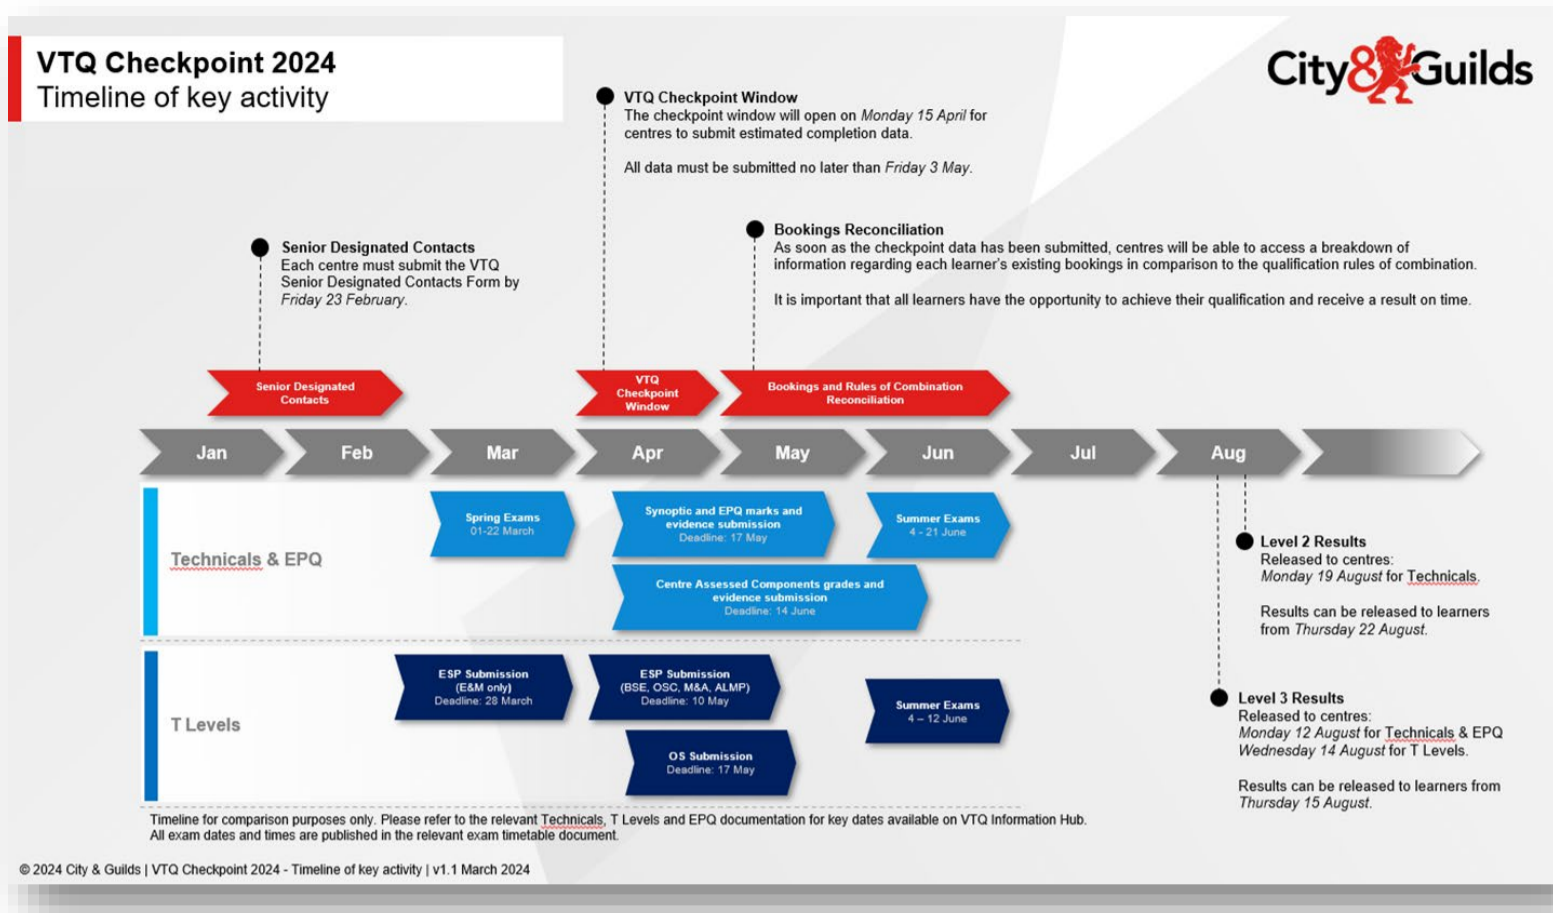 VTQ Checkpoint 2024
Timeline of key activity
City&Guilds
VTQ Checkpoint Window
The checkpoint window will open on Monday 15 April for
centres to submit estimated completion data.
All data must be submitted no later than Friday 3 May.
Senior Designated Contacts
Each centre must submit the VTQ
Senior Designated Contacts Form by
Friday 23 February.
Bookings Reconciliation
As soon as the checkpoint data has been submitted, centres will be able to access a breakdown of
information regarding each learner's existing bookings in comparison to the qualification rules of combination.
It is important that all learners have the opportunity to achieve their qualification and receive a result on time.
Senior Designated
Contacts
VTQ
Checkpoint
Window
Bookings and Rules of Combination
Reconciliation
Jan
Feb
Mar
Apr
May
Jun
Jul
Aug
Technicals & EPQ
Spring Exams
01-22 March
Synoptic and EPQ marks and
evidence submission
Deadline: 17 May
Summer Exams
4 - 21 June
Centre Assessed Components grades and
evidence submission
Deadline: 14 June
T Levels
ESP Submission
(E&M only)
Deadline: 28 March
ESP Submission
(BSE, OSC, M&A, ALMP)
Deadline: 10 May
OS Submission
Deadline: 17 May
Summer Exams
4 – 12 June
Level 2 Results
Released to centres:
Monday 19 August for Technicals.
Results can be released to learners
from Thursday 22 August.
Level 3 Results
Released to centres:
Monday 12 August for Technicals & EPQ
Wednesday 14 August for T Levels.
Results can be released to learners from
Thursday 15 August.
Timeline for comparison purposes only. Please refer to the relevant Technicals, T Levels and EPQ documentation for key dates available on VTQ Information Hub.
All exam dates and times are published in the relevant exam timetable document.
© 2024 City & Guilds | VTQ Checkpoint 2024 - Timeline of key activity | v1.1 March 2024